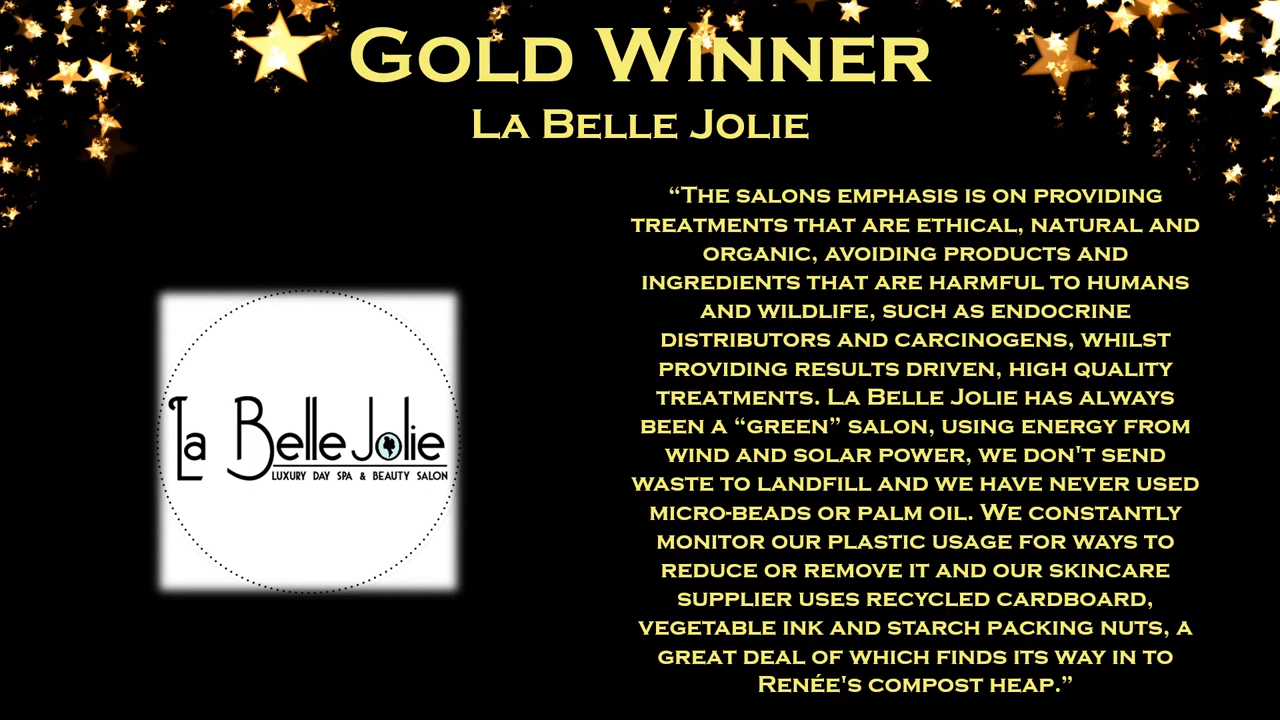 Gold Winner
La Belle Jolie
“The salons emphasis is on providing
treatments that are ethical, natural and
organic, avoiding products and
ingredients that are harmful to humans
and wildlife, such as endocrine
distributors and carcinogens, whilst
providing results driven, high quality
treatments. La Belle Jolie has always
been a “green” salon, using energy from
wind and solar power, we don't send
waste to landfill and we have never used
micro-beads or palm oil. We constantly
monitor our plastic usage for ways to
reduce or remove it and our skincare
supplier uses recycled cardboard,
vegetable ink and starch packing nuts, a
great deal of which finds its way in to
Renée's compost heap.”
La Belle Jolie
LUXURY DAY SPA & BEAUTY SALON